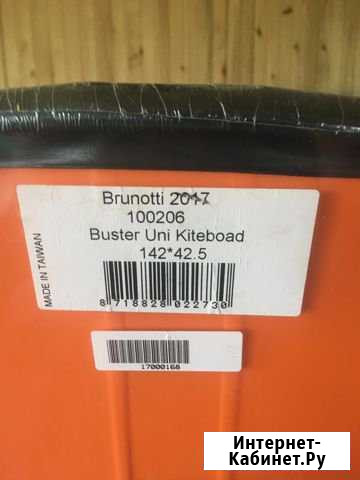 Brunotti 2017
100206
Buster Uni Kiteboad
142*42.5
MADE IN TAIWAN
8 718828 022730
17000168
Интернет-
Кабинет.Ру